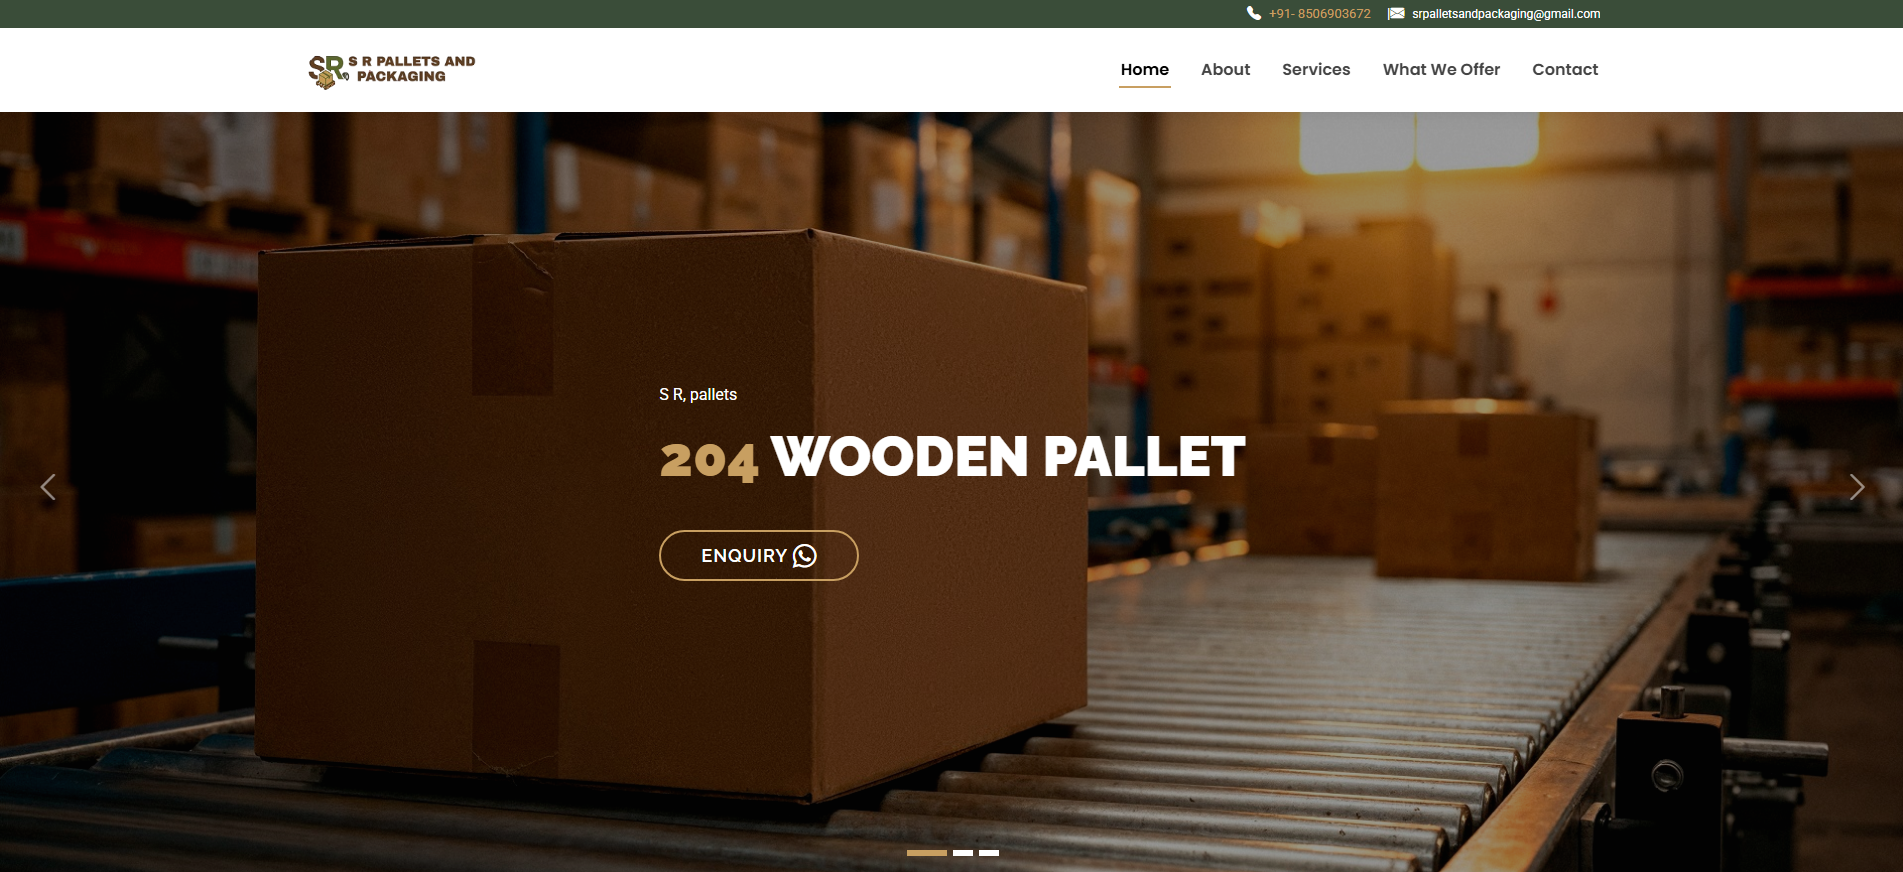 +91- 8506903672 srpalletsandpackaging@gmail.com
SR S R PALLETS AND
PACKAGING
Home About Services What We Offer Contact
S R, pallets
204 WOODEN PALLET
ENQUIRY